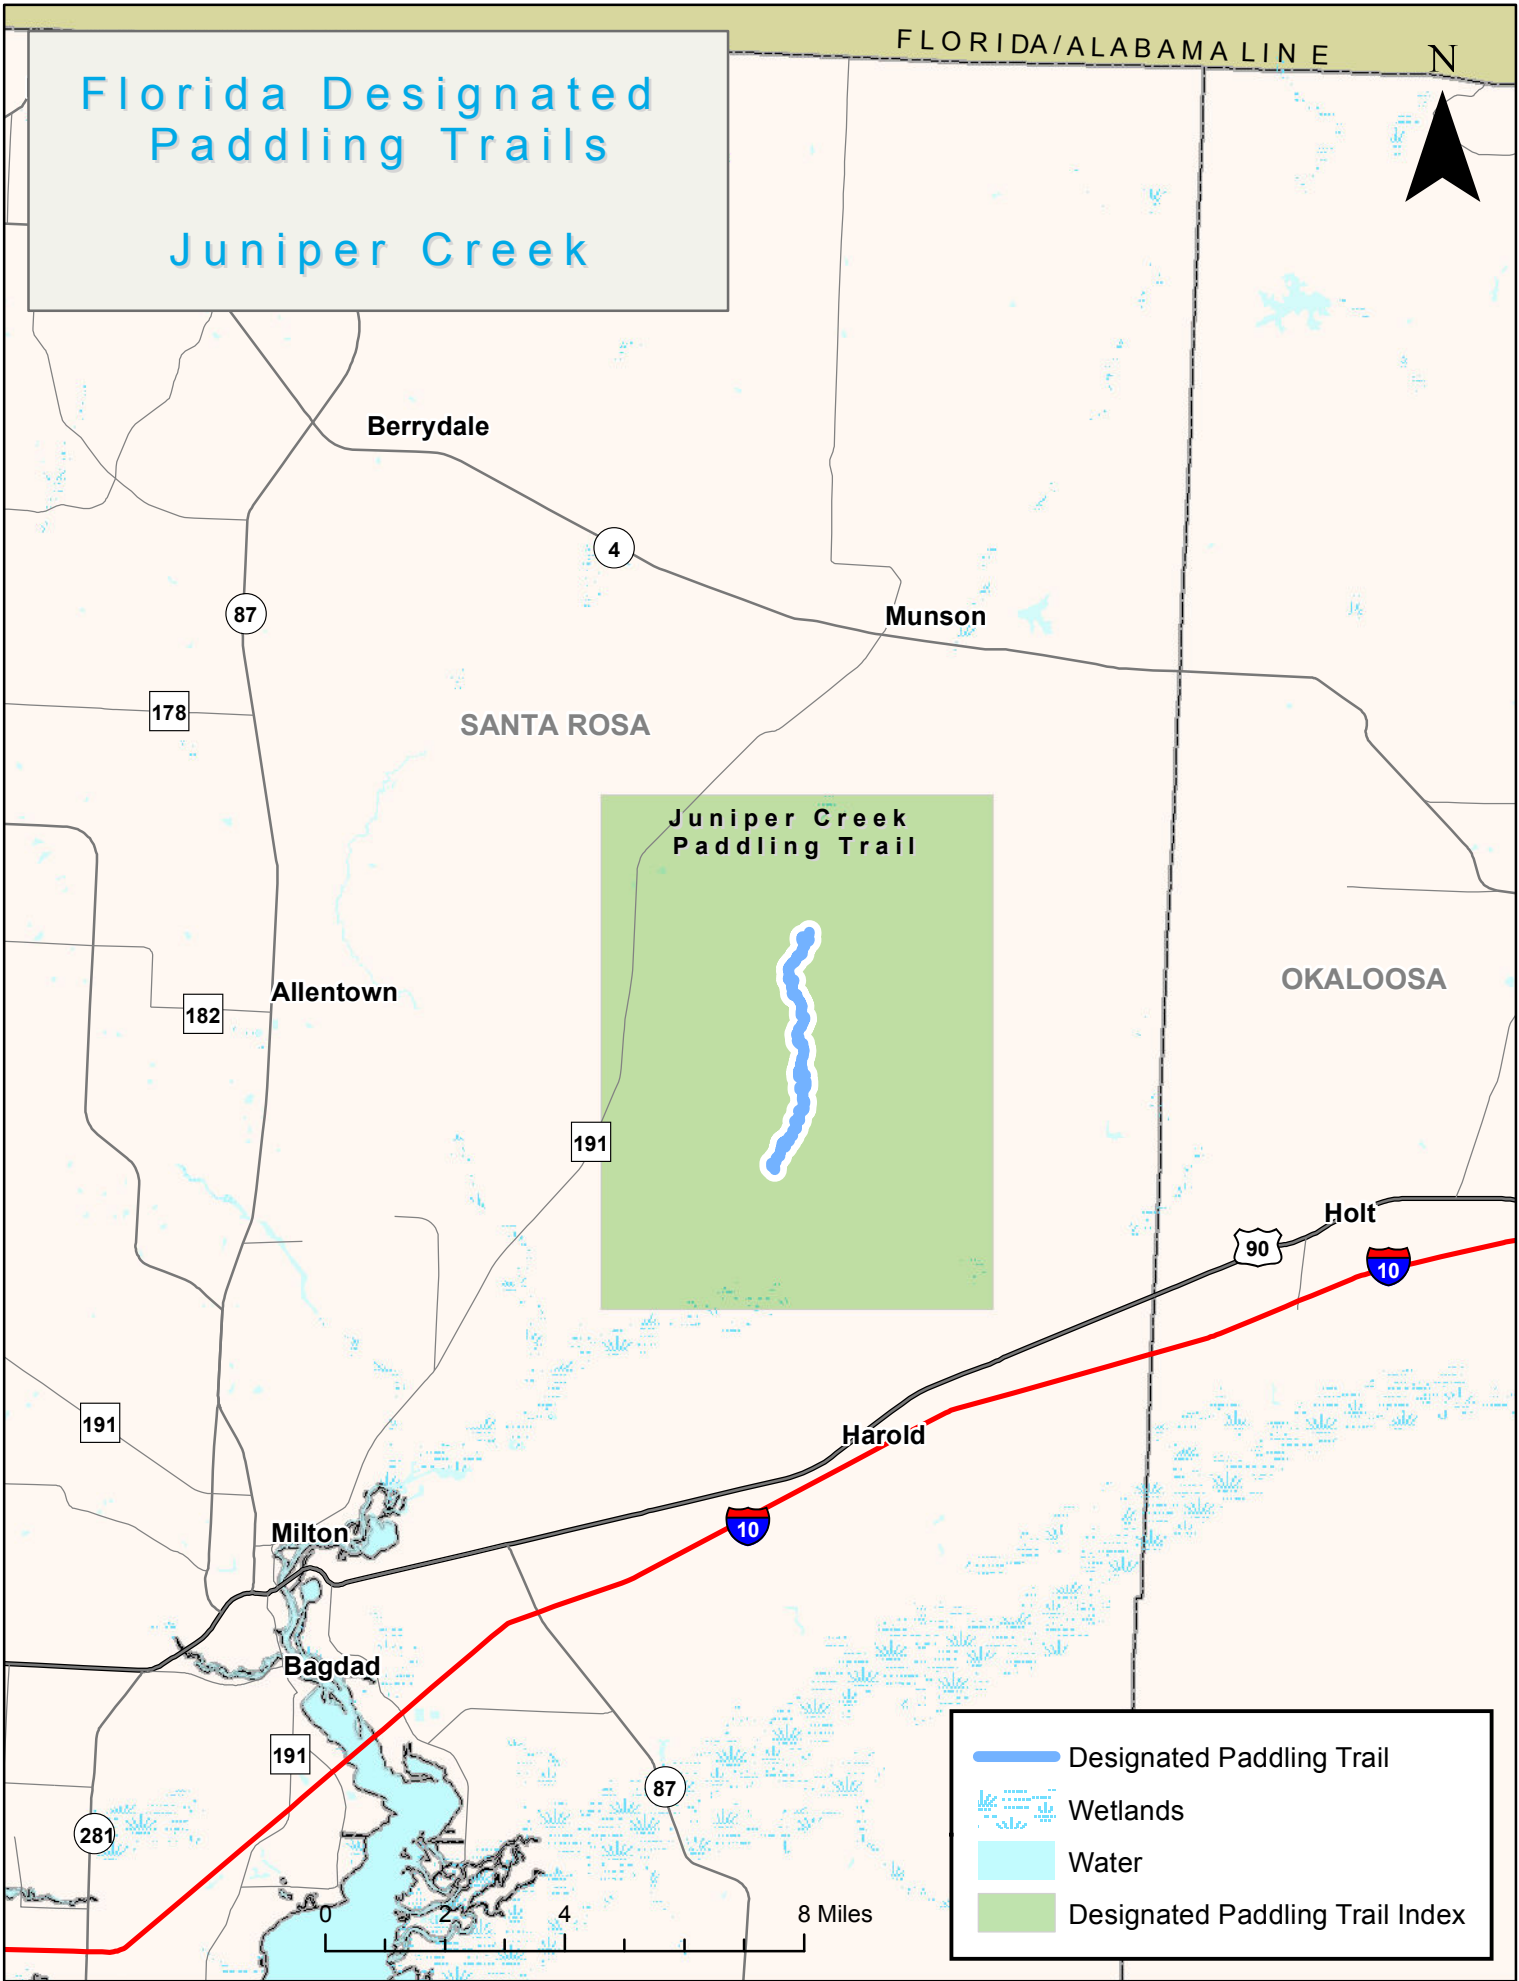 FLORIDA/ALABAMA LINE
N
Florida Designated
Paddling Trails
Juniper Creek
Berrydale
4
87
Munson
178
SANTA ROSA
Juniper Creek
Paddling Trail
OKALOOSA
Allentown
182
191
Holt
90
10
191
Harold
10
Milton
Bagdad
191
87
281
0
2
4
8 Miles
Designated Paddling Trail
Wetlands
Water
Designated Paddling Trail Index